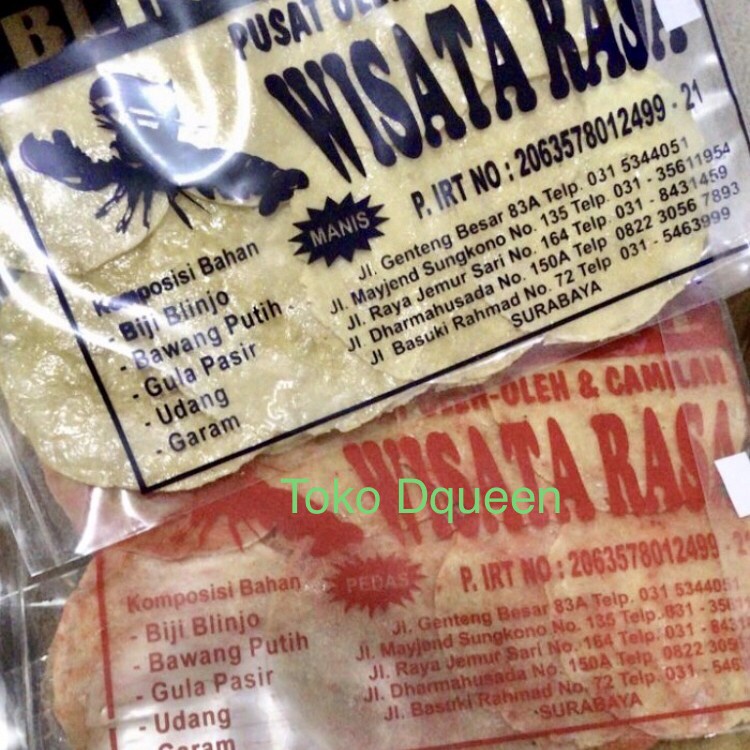 PUSAT
WISATA RASA
P. IRT NO : 2063578012499 - 21
MANIS
Jl. Genteng Besar 83A Telp. 031 5344051
Jl. Mayjend Sungkono No. 135 Telp. 031 - 35611954
Jl. Raya Jemur Sari No. 164 Telp. 031 - 8431459
Jl Dharmahusada No. 150A Telp 0822 3056 7893
Jl Basuki Rahmad No. 72 Telp 031 - 5463999
SURABAYA
Komposisi Bahan
- Biji Blinjo
- Bawang Putih
- Gula Pasir
- Udang
- Garam
OLEH-OLEH & CAMILAN
WISATA RASA
Toko Dqueen
P. IRT NO : 2063578012499 - 2
PEDAS
Jl. Genteng Besar 83A Telp. 031 534405
Jl. Mayjend Sungkono No. 135 Telp. 031 - 356
Jl. Raya Jemur Sari No. 164 Telp. 031 - 843
Jl. Dharmahusada No. 150A Telp 0822 305
Jl. Basuki Rahmad No. 72 Telp. 031 - 546
SURABAYA
Komposisi Bahan
- Biji Blinjo
- Bawang Putih
- Gula Pasir
- Udang
Garam